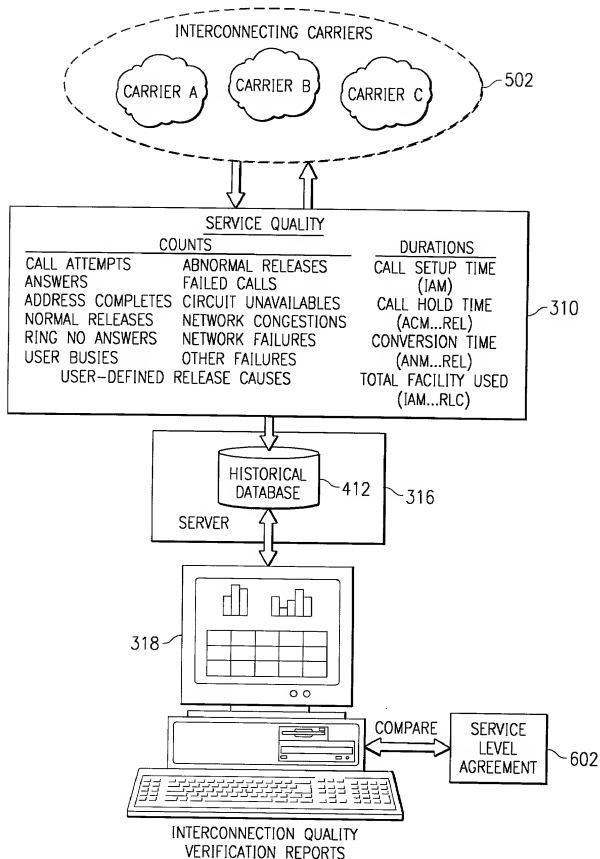 INTERCONNECTING CARRIERS
CARRIER A
CARRIER B
CARRIER C
502
SERVICE QUALITY
COUNTS
CALL ATTEMPTS ABNORMAL RELEASES
ANSWERS FAILED CALLS
ADDRESS COMPLETES CIRCUIT UNAVAILABLES
NORMAL RELEASES NETWORK CONGESTIONS
RING NO ANSWERS NETWORK FAILURES
USER BUSIES OTHER FAILURES
USER-DEFINED RELEASE CAUSES
DURATIONS
CALL SETUP TIME
(IAM)
CALL HOLD TIME
(ACM...REL)
CONVERSION TIME
(ANM...REL)
TOTAL FACILITY USED
(IAM...RLC)
310
HISTORICAL
DATABASE
412
316
SERVER
318
COMPARE
SERVICE
LEVEL
AGREEMENT
602
INTERCONNECTION QUALITY
VERIFICATION REPORTS